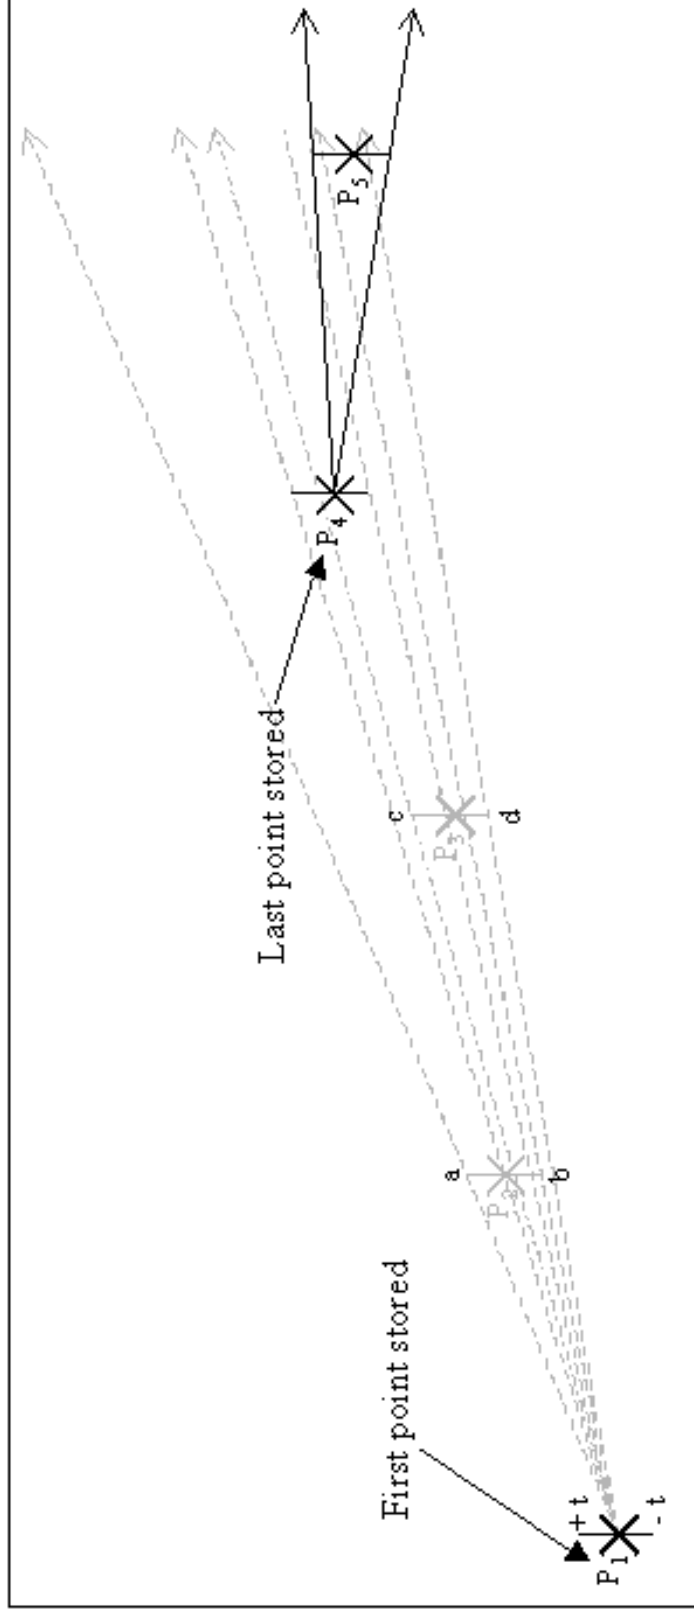 First point stored
+ t
- t
P1
a
b
P2
c
d
P3
Last point stored
P4
P5